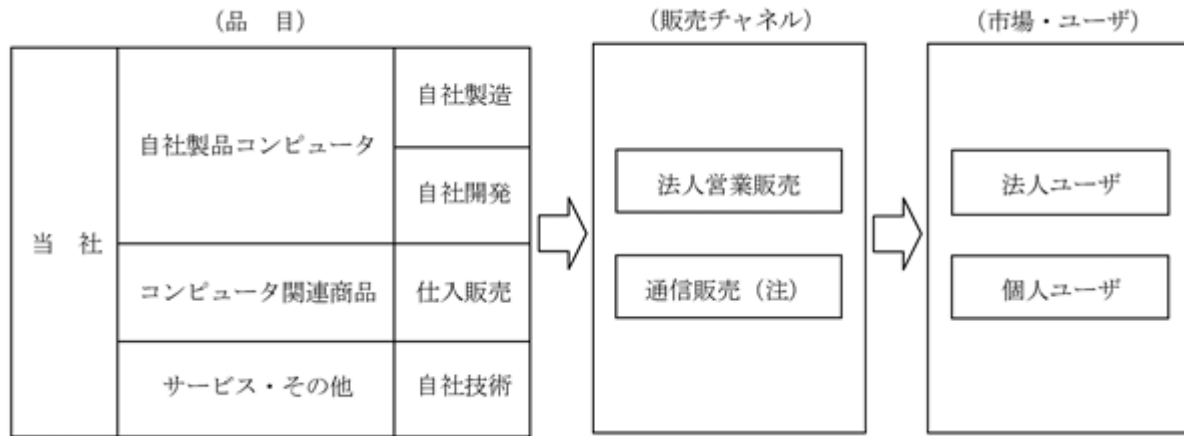 (品　目)
(販売チャネル)
(市場・ユーザ)
当　社
自社製品コンピュータ
自社製造
自社開発
コンピュータ関連商品
仕入販売
サービス・その他
自社技術
法人営業販売
通信販売（注）
法人ユーザ
個人ユーザ